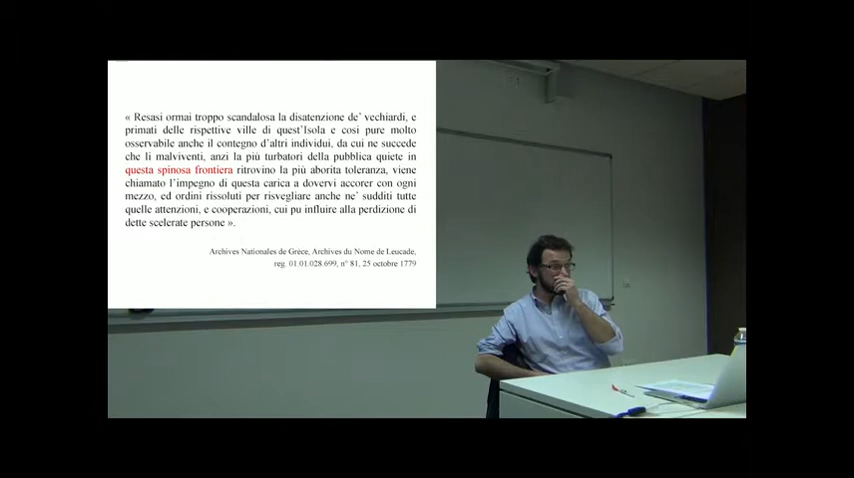 « Resasi ormai troppo scandalosa la disatenzione de' vechiardi, e
primati delle rispettive ville di quest'Isola e cosi pure molto
osservabile anche il contegno d'altri individui, da cui ne succede
che li malviventi, anzi la più turbatori della pubblica quiete in
questa spinosa frontiera ritrovino la più aborita toleranza, viene
chiamato l'impegno di questa carica a dovervi accorer con ogni
mezzo, ed ordini rissoluti per risvegliare anche ne' sudditi tutte
quelle attenzioni, e cooperazioni, cui pu influire alla perdizione di
dette scelerate persone ».
Archives Nationales de Grèce, Archives du Nome de Leucade,
reg. 01.01.028.699, n° 81, 25 octobre 1779